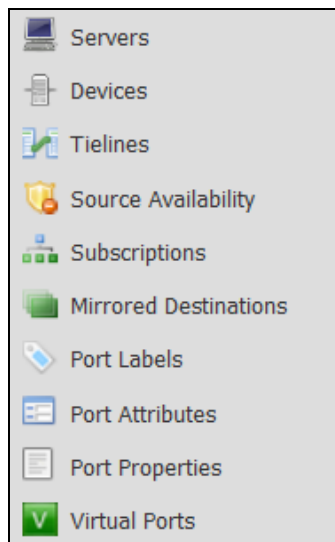 Servers
Devices
Tielines
Source Availability
Subscriptions
Mirrored Destinations
Port Labels
Port Attributes
Port Properties
V Virtual Ports